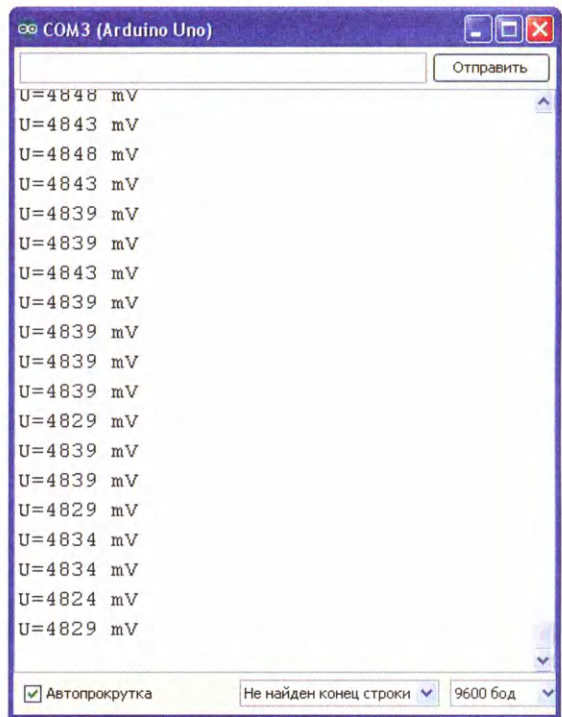 COM3 (Arduino Uno)
Отправить
U=4848 mV
U=4843 mV
U=4848 mV
U=4843 mV
U=4839 mV
U=4839 mV
U=4843 mV
U=4839 mV
U=4839 mV
U=4839 mV
U=4839 mV
U=4829 mV
U=4839 mV
U=4839 mV
U=4829 mV
U=4834 mV
U=4834 mV
U=4824 mV
U=4829 mV
Автопрокрутка Не найден конец строки 9600 бод